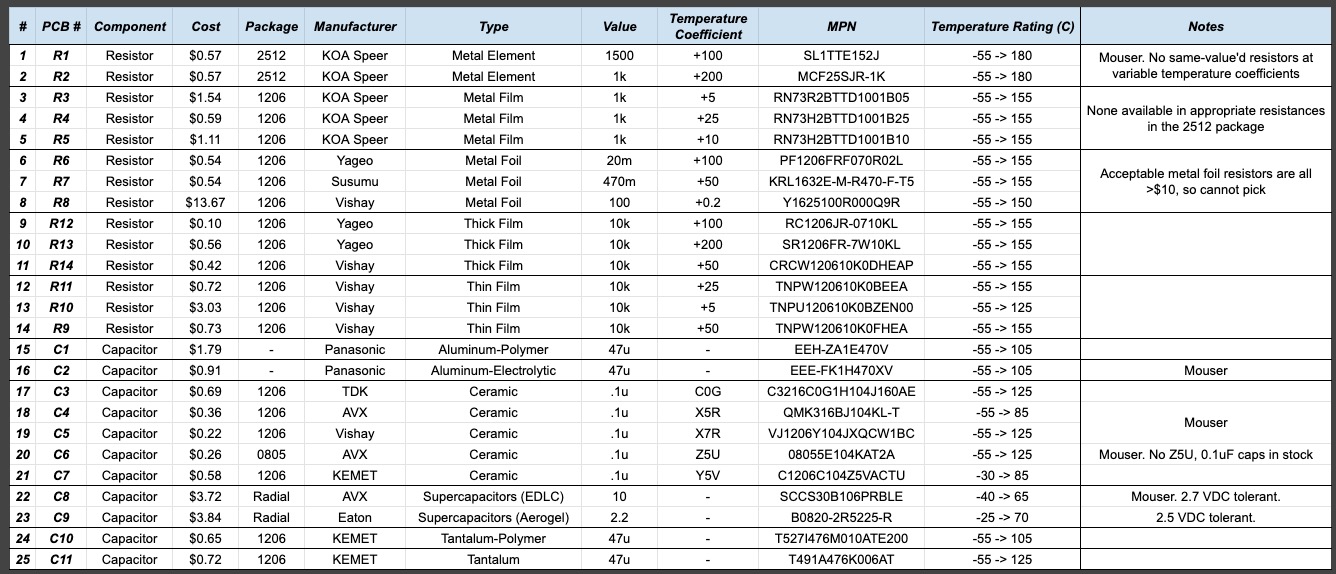 # PCB # Component Cost Package Manufacturer Type Value Temperature Coefficient MPN Temperature Rating (C) Notes
1 R1 Resistor $0.57 2512 KOA Speer Metal Element 1500 +100 SL1TTE152J -55 -> 180 Mouser. No same-value'd resistors at
2 R2 Resistor $0.57 2512 KOA Speer Metal Element 1k +200 MCF25SJR-1K -55 -> 180 variable temperature coefficients
3 R3 Resistor $1.54 1206 KOA Speer Metal Film 1k +5 RN73R2BTTD1001B05 -55 -> 155
4 R4 Resistor $0.59 1206 KOA Speer Metal Film 1k +25 RN73H2BTTD1001B25 -55 -> 155 None available in appropriate resistances
5 R5 Resistor $1.11 1206 KOA Speer Metal Film 1k +10 RN73H2BTTD1001B10 -55 -> 155 in the 2512 package
6 R6 Resistor $0.54 1206 Yageo Metal Foil 20m +100 PF1206FRF070R02L -55 -> 155
7 R7 Resistor $0.54 1206 Susumu Metal Foil 470m +50 KRL1632E-M-R470-F-T5 -55 -> 155 Acceptable metal foil resistors are all
8 R8 Resistor $13.67 1206 Vishay Metal Foil 100 +0.2 Y1625100R000Q9R -55 -> 150 >$10, so cannot pick
9 R12 Resistor $0.10 1206 Yageo Thick Film 10k +100 RC1206JR-0710KL -55 -> 155
10 R13 Resistor $0.56 1206 Yageo Thick Film 10k +200 SR1206FR-7W10KL -55 -> 155
11 R14 Resistor $0.42 1206 Vishay Thick Film 10k +50 CRCW120610K0DHEAP -55 -> 155
12 R11 Resistor $0.72 1206 Vishay Thin Film 10k +25 TNPW120610K0BEEA -55 -> 155
13 R10 Resistor $3.03 1206 Vishay Thin Film 10k +5 TNPU120610K0BZEN00 -55 -> 125
14 R9 Resistor $0.73 1206 Vishay Thin Film 10k +50 TNPW120610K0FHEA -55 -> 155
15 C1 Capacitor $1.79 - Panasonic Aluminum-Polymer 47u - EEH-ZA1E470V -55 -> 105
16 C2 Capacitor $0.91 - Panasonic Aluminum-Electrolytic 47u - EEE-FK1H470XV -55 -> 105 Mouser
17 C3 Capacitor $0.69 1206 TDK Ceramic .1u C0G C3216C0G1H104J160AE -55 -> 125
18 C4 Capacitor $0.36 1206 AVX Ceramic .1u X5R QMK316BJ104KL-T -55 -> 85 Mouser
19 C5 Capacitor $0.22 1206 Vishay Ceramic .1u X7R VJ1206Y104JXQCW1BC -55 -> 125
20 C6 Capacitor $0.26 0805 AVX Ceramic .1u Z5U 08055E104KAT2A -55 -> 125 Mouser. No Z5U, 0.1uF caps in stock
21 C7 Capacitor $0.58 1206 KEMET Ceramic .1u Y5V C1206C104Z5VACTU -30 -> 85
22 C8 Capacitor $3.72 Radial AVX Supercapacitors (EDLC) 10 - SCCS30B106PRBLE -40 -> 65 Mouser. 2.7 VDC tolerant.
23 C9 Capacitor $3.84 Radial Eaton Supercapacitors (Aerogel) 2.2 - B0820-2R5225-R -25 -> 70 2.5 VDC tolerant.
24 C10 Capacitor $0.65 1206 KEMET Tantalum-Polymer 47u - T527I476M010ATE200 -55 -> 105
25 C11 Capacitor $0.72 1206 KEMET Tantalum 47u - T491A476K006AT -55 -> 125